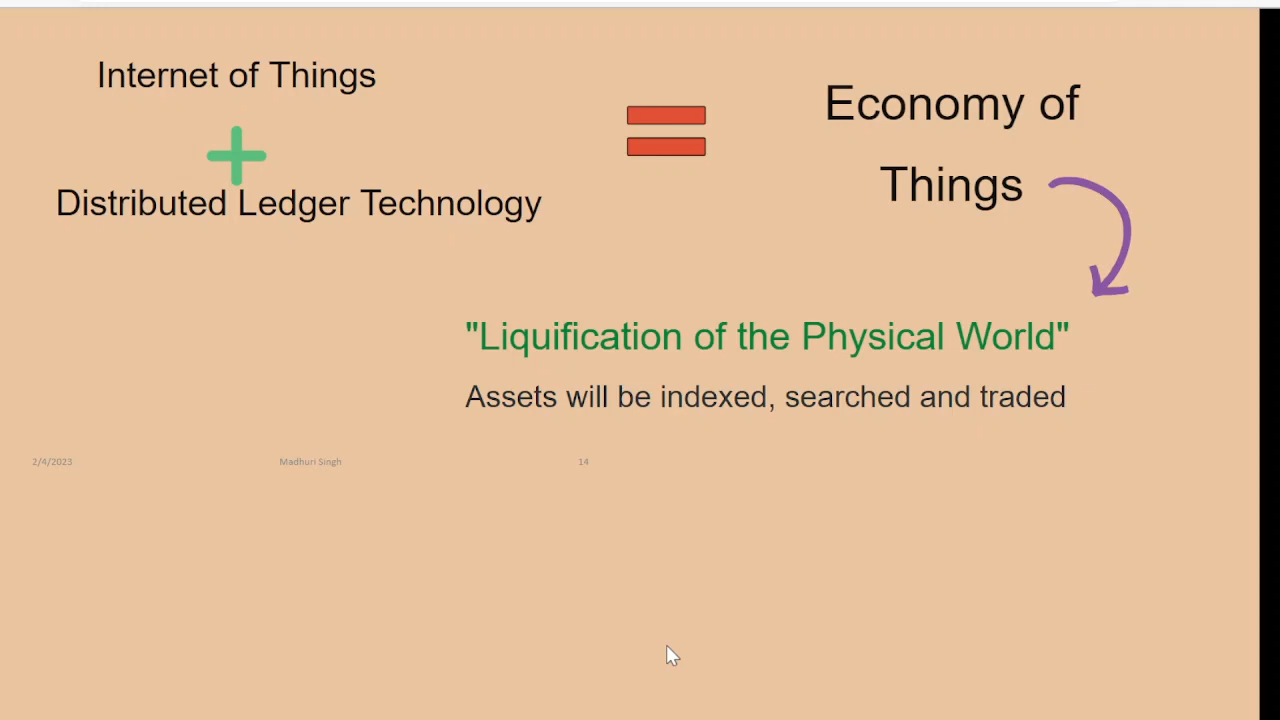 Internet of Things
Distributed Ledger Technology
Economy of
Things
"Liquification of the Physical World"
Assets will be indexed, searched and traded
2/4/2023
Madhuri Singh
14